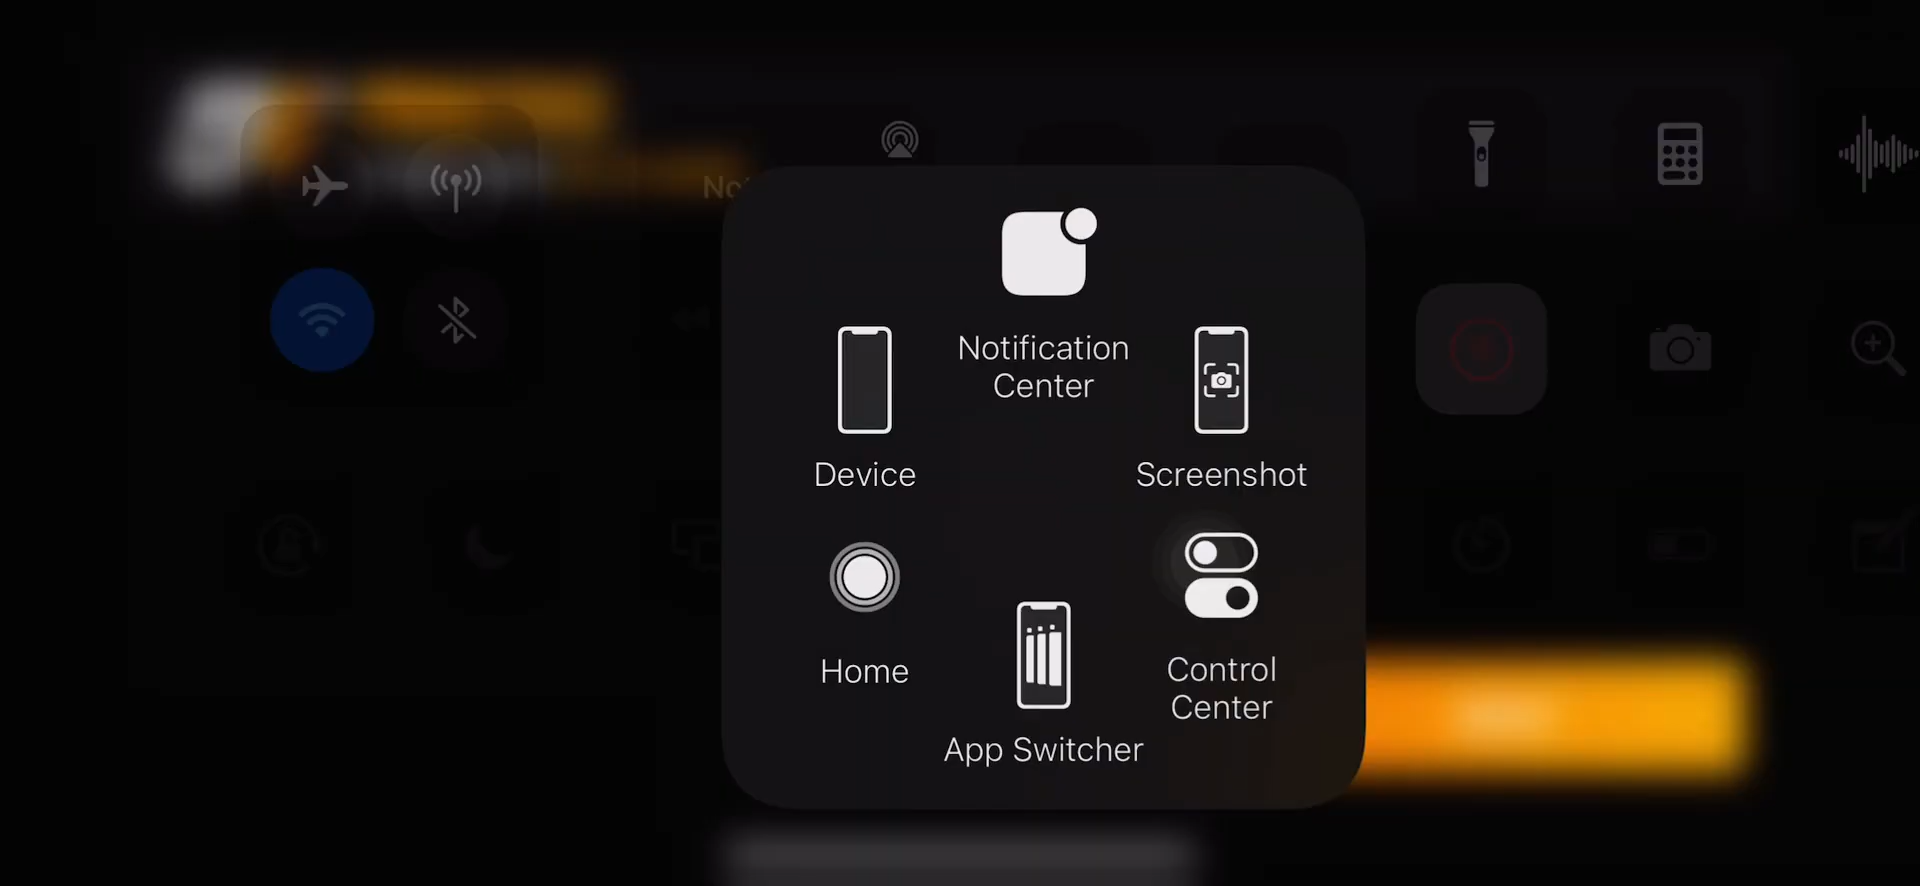 Notification
Center
Device
Screenshot
Home
Control
Center
App Switcher